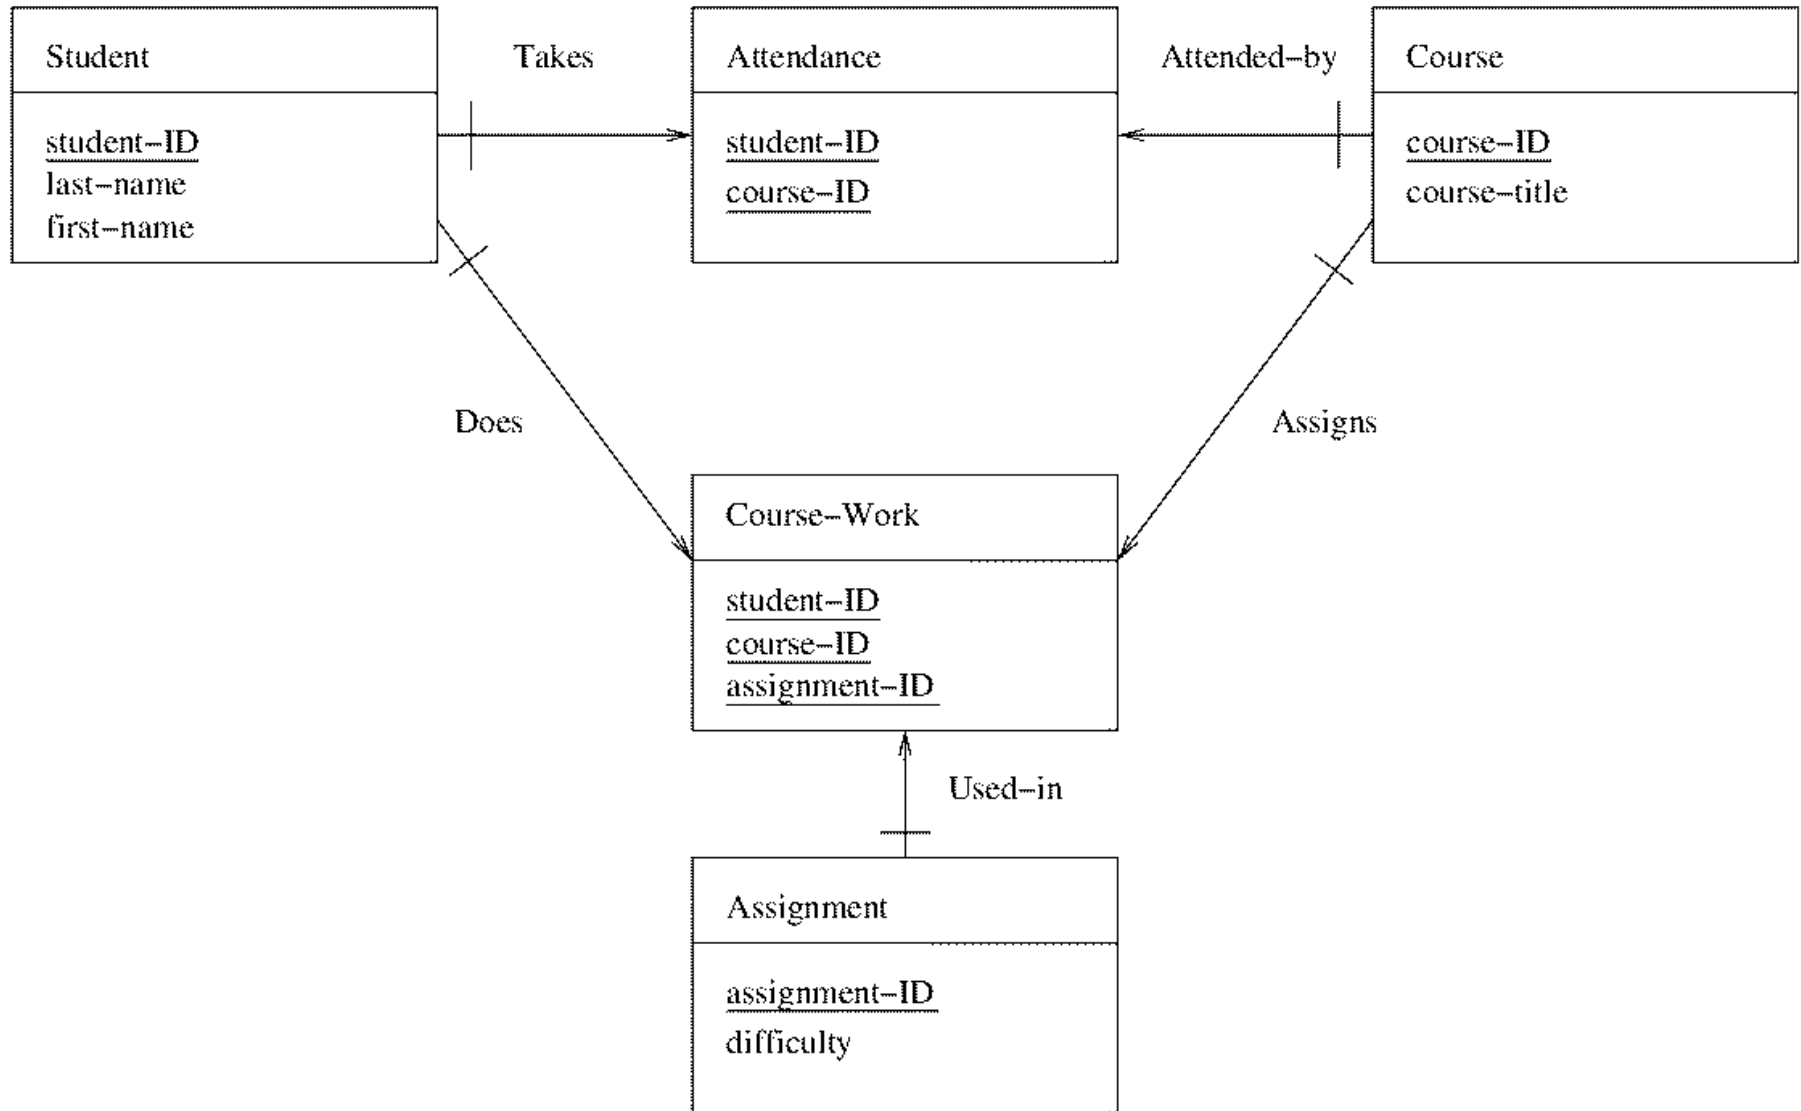 Student
Takes
Attendance
Attended-by
Course
student-ID
last-name
first-name
student-ID
course-ID
course-ID
course-title
Does
Assigns
Course-Work
student-ID
course-ID
assignment-ID
Used-in
Assignment
assignment-ID
difficulty